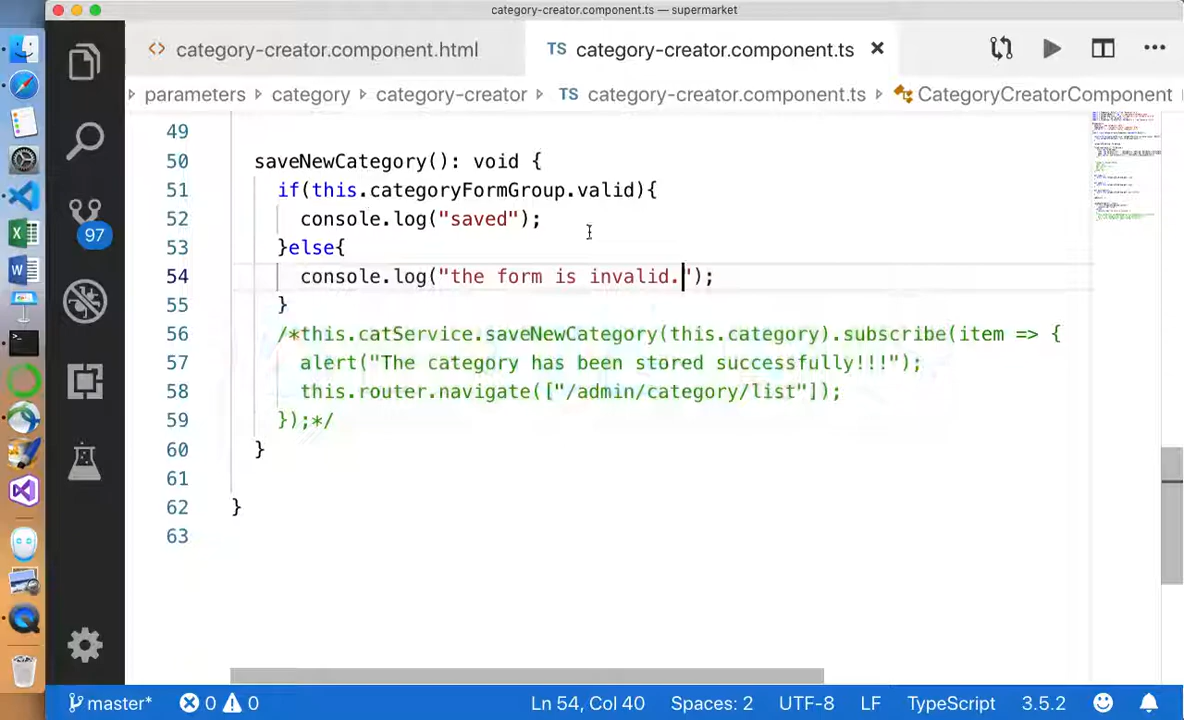 category-creator.component.ts — supermarket
<> category-creator.component.html
TS category-creator.component.ts
parameters category category-creator TS category-creator.component.ts CategoryCreatorComponent
49
50 saveNewCategory(): void {
51 if(this.categoryFormGroup.valid){
52 console.log("saved");
53 }else{
54 console.log("the form is invalid.");
55 }
56 /*this.catService.saveNewCategory(this.category).subscribe(item => {
57 alert("The category has been stored successfully!!!");
58 this.router.navigate(["/admin/category/list"]);
59 });*/
60 }
61
62 }
63
97
master* 0 0 Ln 54, Col 40 Spaces: 2 UTF-8 LF TypeScript 3.5.2